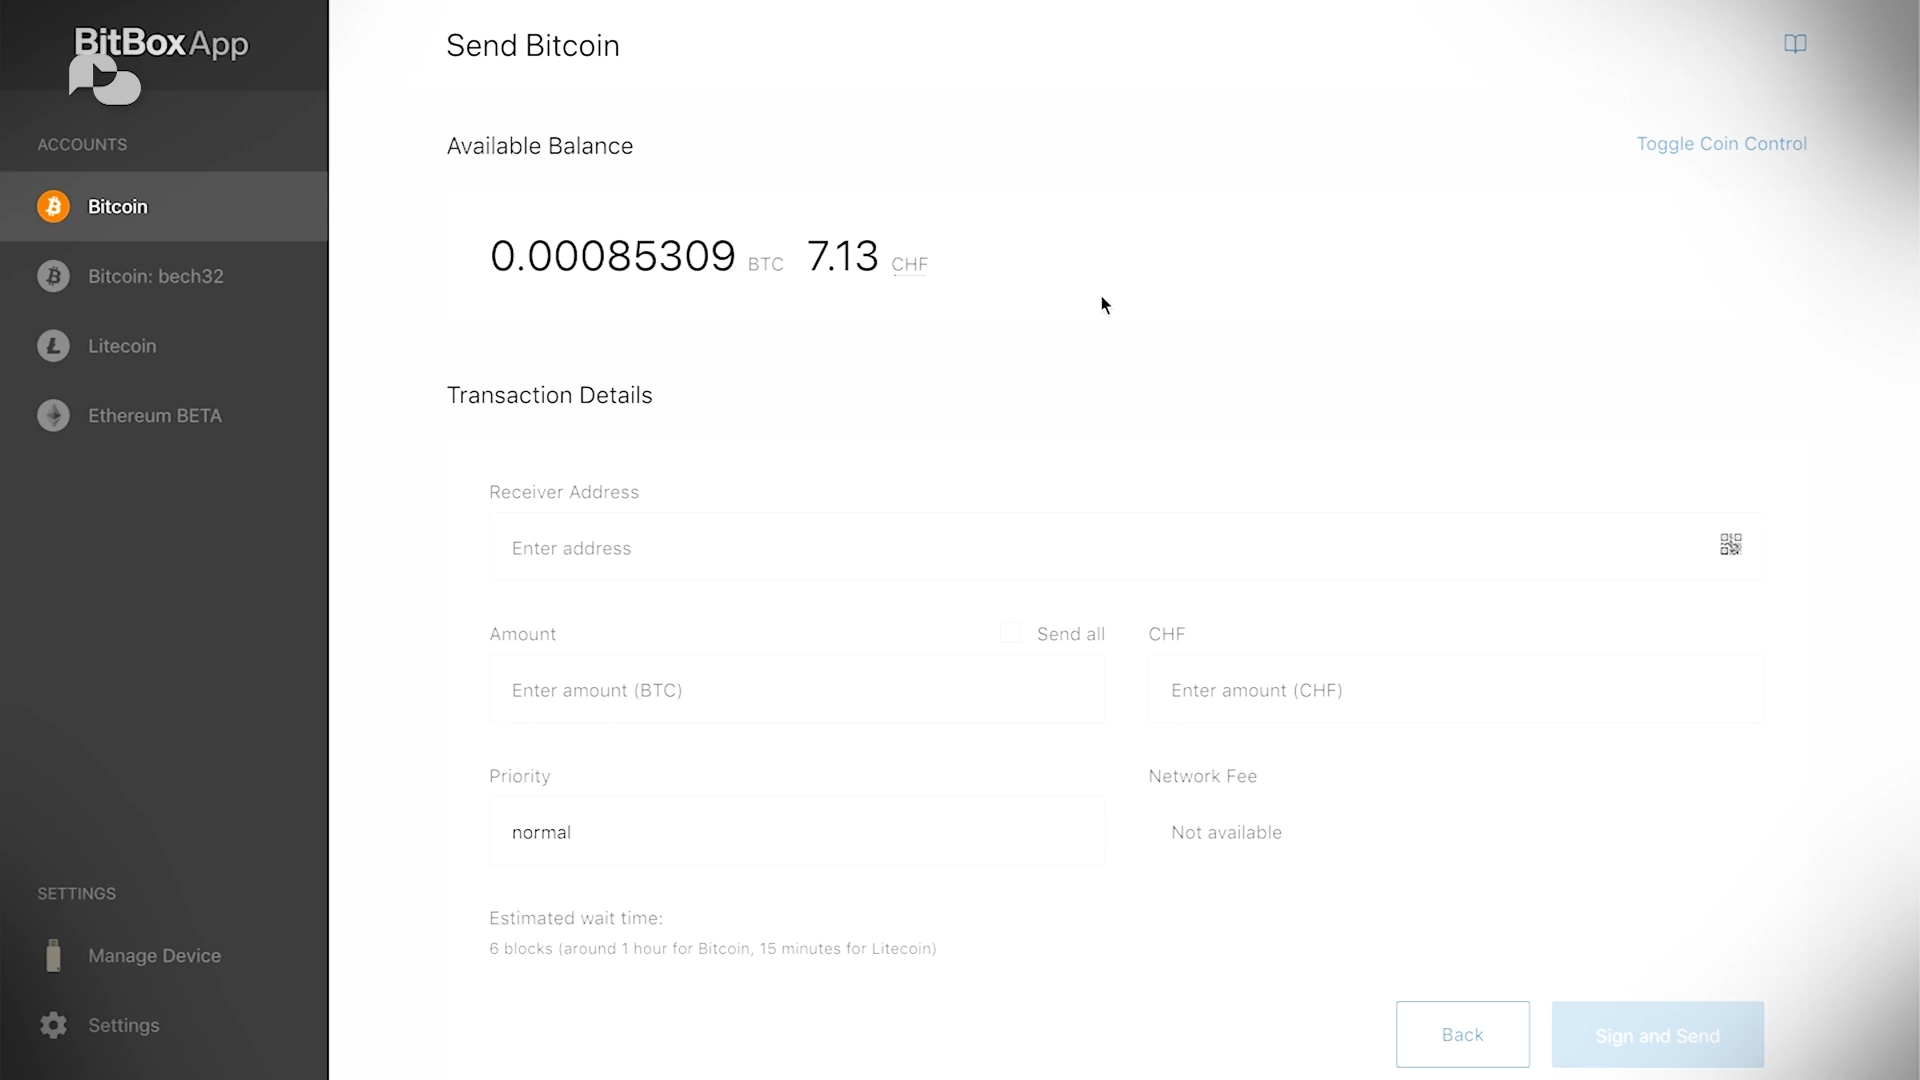 BitBoxApp
Send Bitcoin
ACCOUNTS
Available Balance
Toggle Coin Control
Bitcoin
0.00085309 BTC 7.13 CHF
Bitcoin: bech32
Litecoin
Ethereum BETA
Transaction Details
Receiver Address
Enter address
Amount
Send all
CHF
Enter amount (BTC)
Enter amount (CHF)
Priority
Network Fee
normal
Not available
Estimated wait time:
6 blocks (around 1 hour for Bitcoin, 15 minutes for Litecoin)
SETTINGS
Manage Device
Settings
Back
Sign and Send